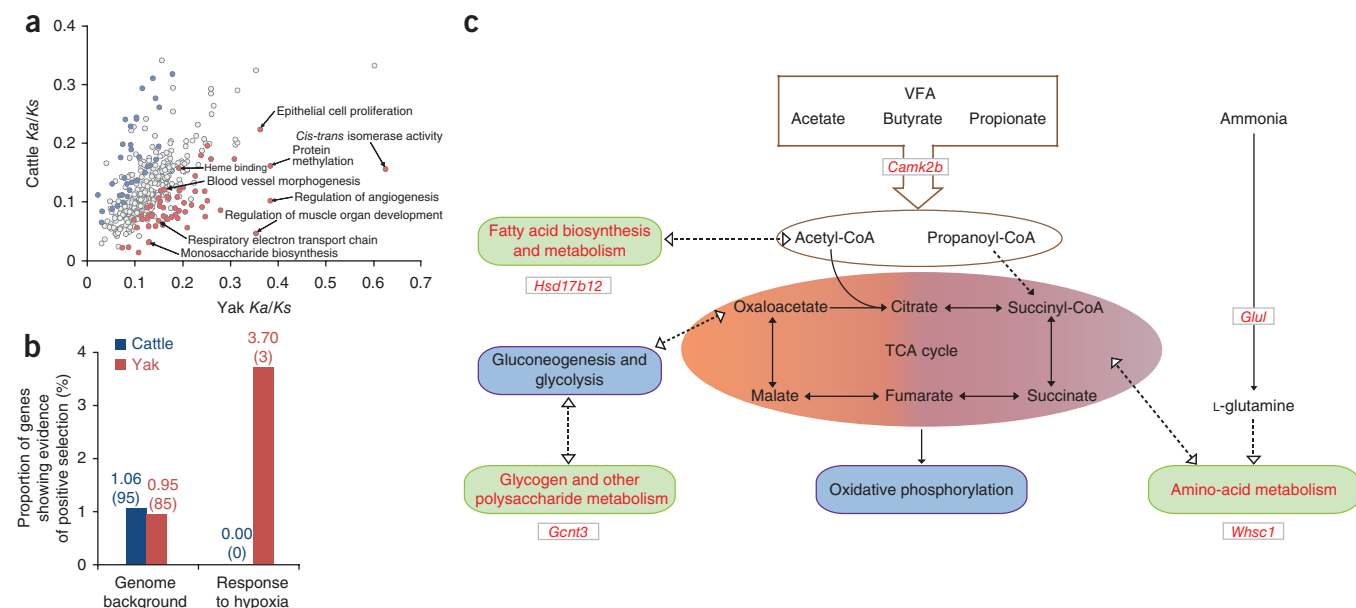 a
0.4
0.3
0.2
0.1
0
0
0.1
0.2
0.3
0.4
0.5
0.6
0.7
Cattle Ka/Ks
Yak Ka/Ks
Epithelial cell proliferation
Cis-trans isomerase activity
Protein
methylation
Heme binding
Blood vessel morphogenesis
Regulation of angiogenesis
Regulation of muscle organ development
Respiratory electron transport chain
Monosaccharide biosynthesis
b
Cattle
Yak
Proportion of genes
showing evidence
of positive selection (%)
4
3
2
1
0
1.06
(95)
0.95
(85)
0.00
(0)
3.70
(3)
Genome
background
Response
to hypoxia
c
VFA
Acetate Butyrate Propionate
Camk2b
Ammonia
Fatty acid biosynthesis
and metabolism
Hsd17b12
Acetyl-CoA Propanoyl-CoA
Oxaloacetate Citrate Succinyl-CoA
TCA cycle
Malate Fumarate Succinate
Glul
Gluconeogenesis and
glycolysis
L-glutamine
Glycogen and other
polysaccharide metabolism
Gcnt3
Oxidative phosphorylation
Amino-acid metabolism
Whsc1